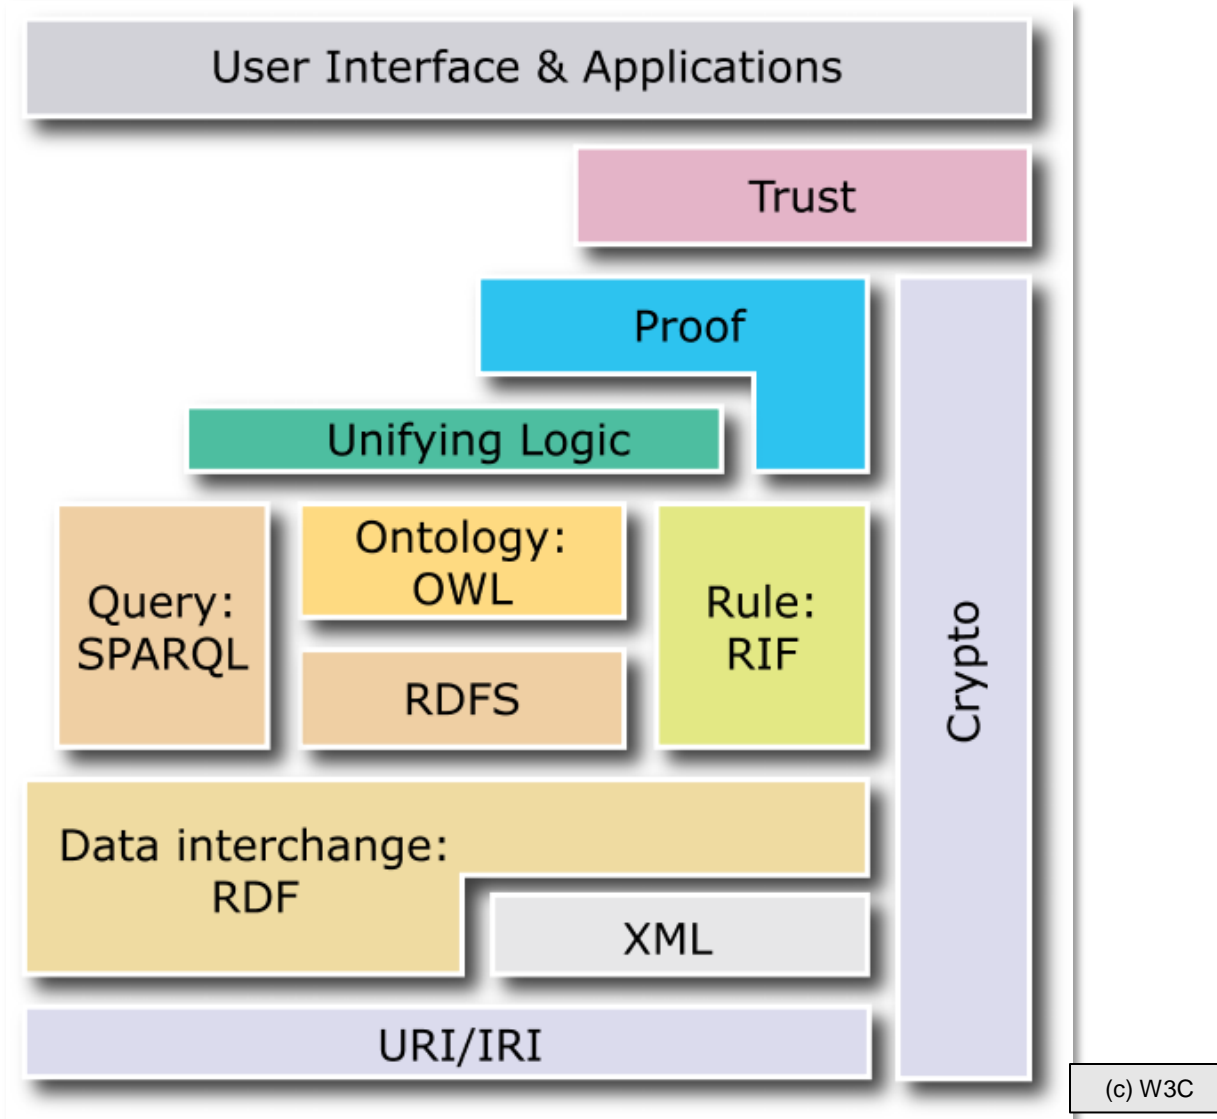 User Interface & Applications
Trust
Proof
Unifying Logic
Query:
SPARQL
Ontology:
OWL
RDFS
Rule:
RIF
Crypto
Data interchange:
RDF
XML
URI/IRI
(c) W3C